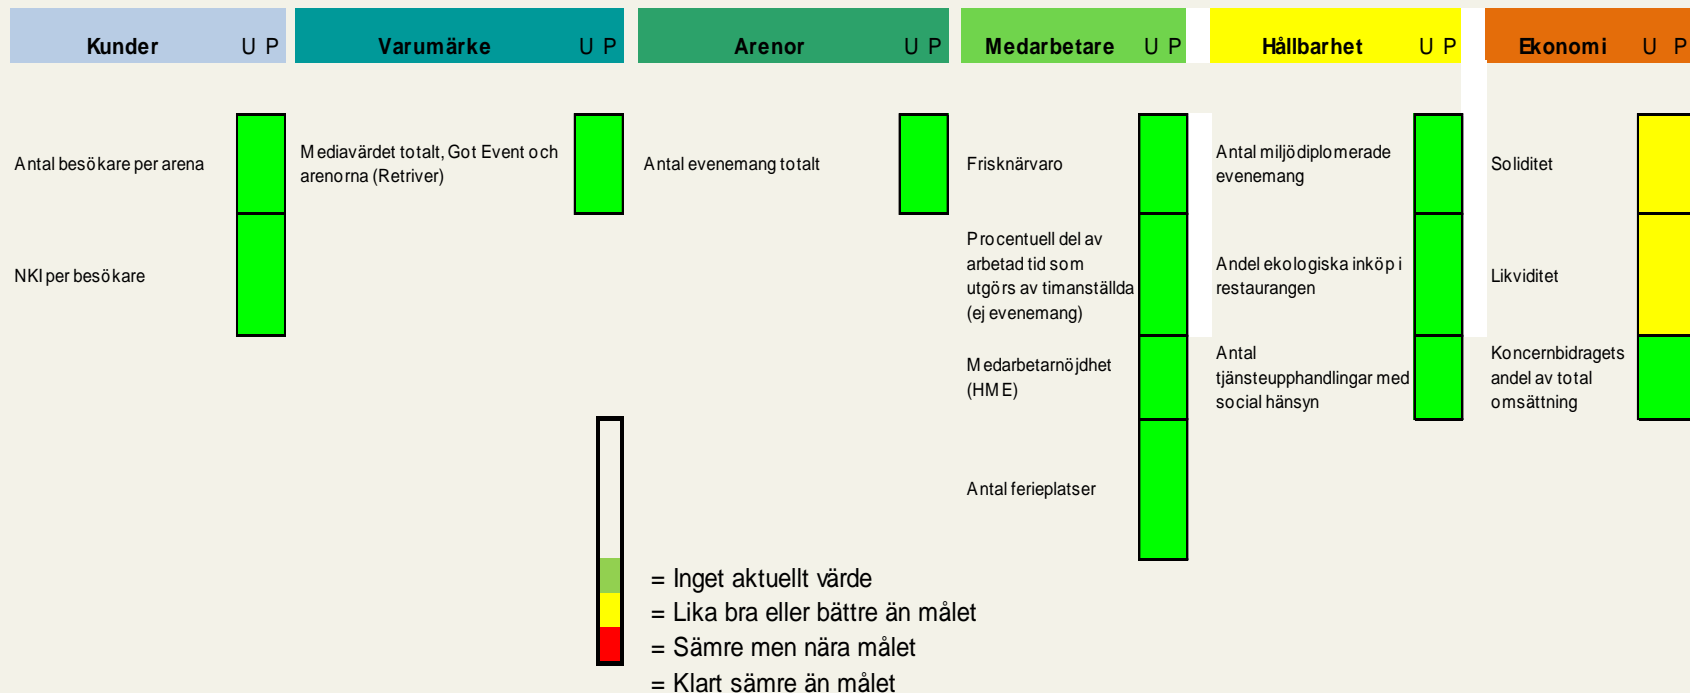 Kunder U P Varumärke U P Arenor U P Medarbetare U P Hållbarhet U P Ekonomi U P
Antal besökare per arena
NKI per besökare
Mediavärdet totalt, Got Event och
arenorna (Retriver)
Antal evenemang totalt
Frisknärvaro
Procentuell del av
arbetad tid som
utgörs av timanställda
(ej evenemang)
Medarbetarnöjdhet
(HME)
Antal ferieplatser
Antal miljödiplomerade
evenemang
Andel ekologiska inköp i
restaurangen
Antal
tjänsteupphandlingar med
social hänsyn
Soliditet
Likviditet
Koncernbidragets
andel av total
omsättning
= Inget aktuellt värde
= Lika bra eller bättre än målet
= Sämre men nära målet
= Klart sämre än målet